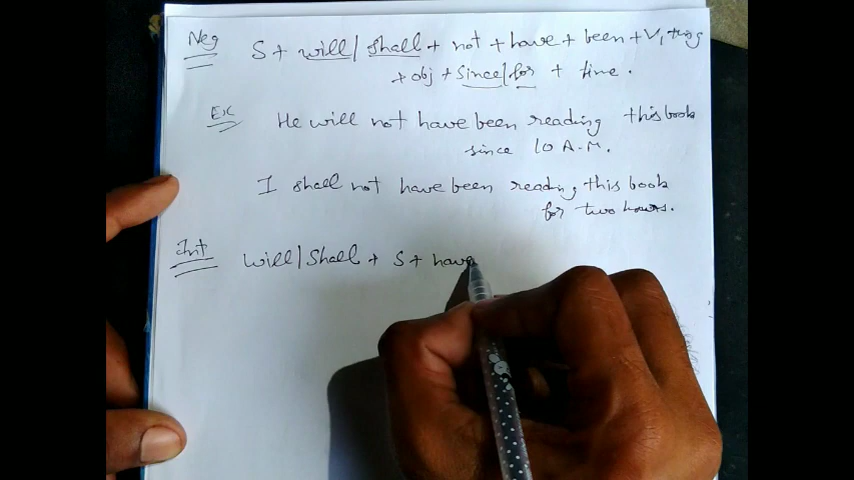 Neg S + will/shall + not + have + been + V1 + ing
+ obj + since/for + time.
Ex He will not have been reading this book
since 10 A.M.
I shall not have been reading this book
for two hours.
Int Will/Shall + S + have